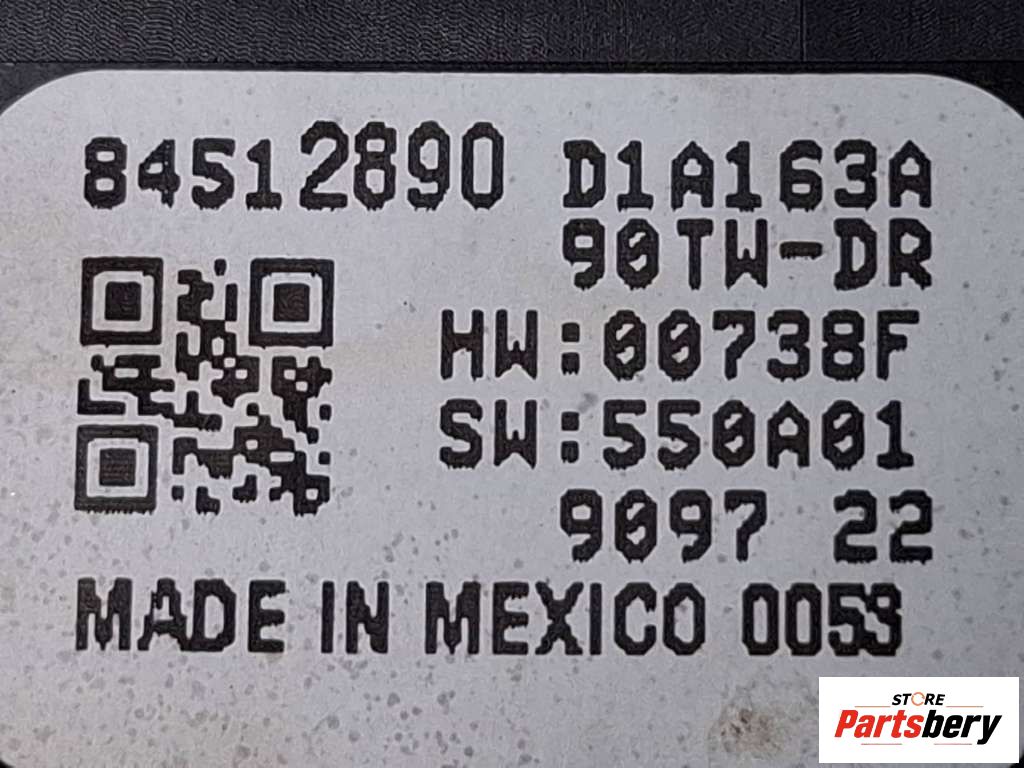 84512890 D1A163A
90TW-DR
HW:00738F
SW:550A01
9097 22
MADE IN MEXICO 0053
STORE
Partsbery